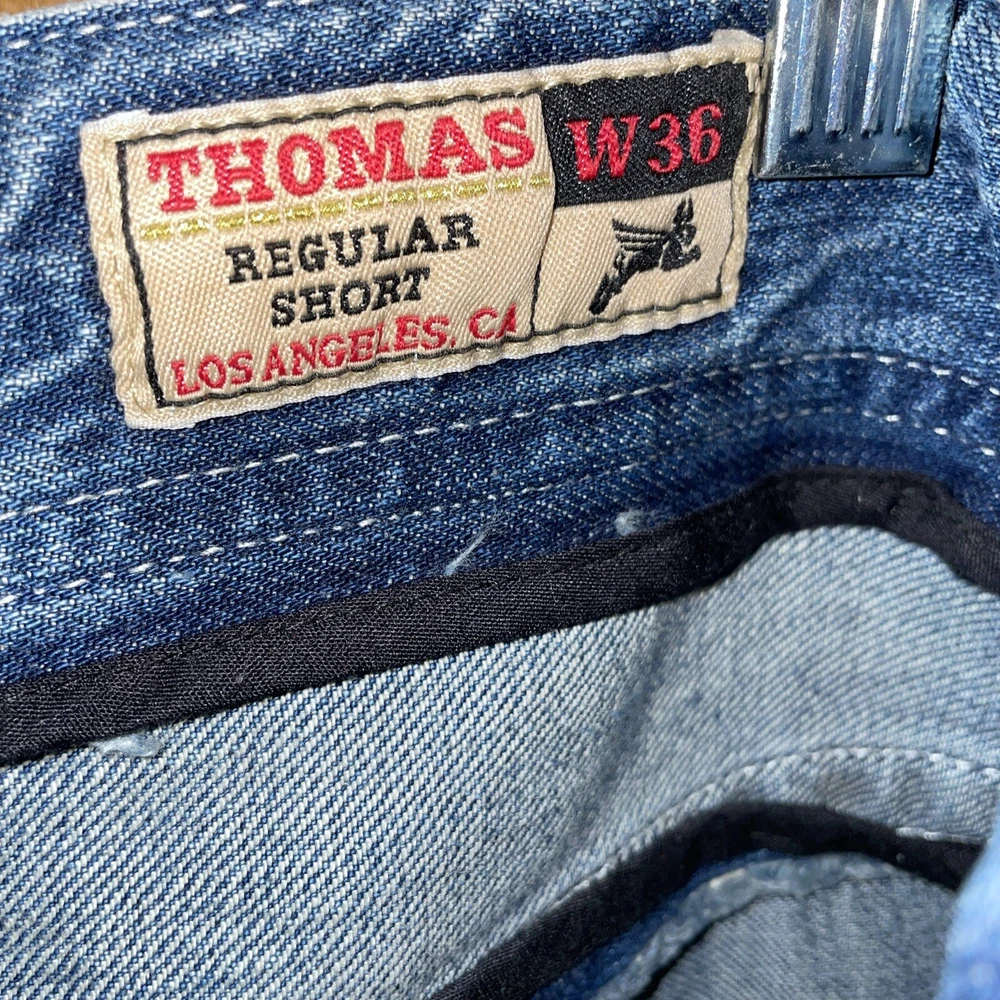 THOMAS
W36
REGULAR
SHORT
LOS ANGELES, CA